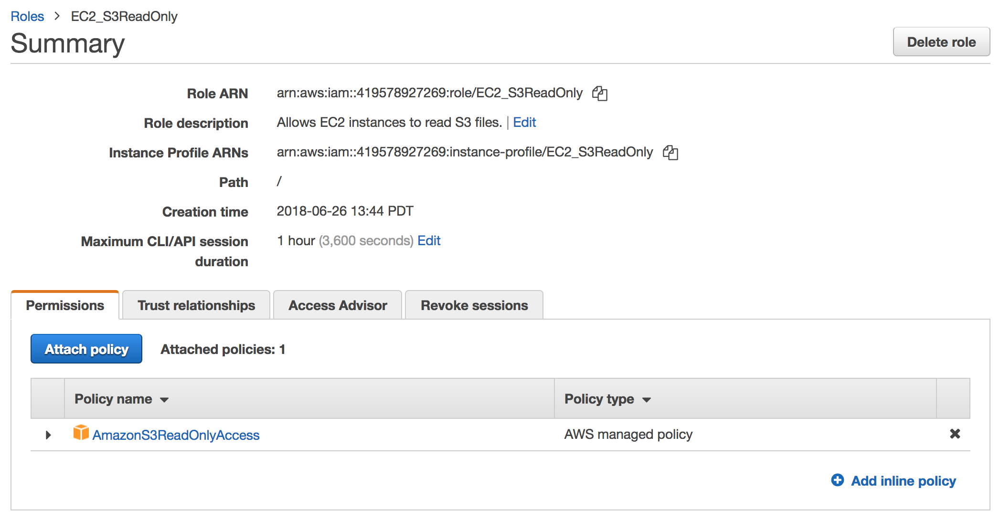 Roles > EC2_S3ReadOnly
Summary
Delete role
Role ARN arn:aws:iam::419578927269:role/EC2_S3ReadOnly
Role description Allows EC2 instances to read S3 files. | Edit
Instance Profile ARNs arn:aws:iam::419578927269:instance-profile/EC2_S3ReadOnly
Path /
Creation time 2018-06-26 13:44 PDT
Maximum CLI/API session 1 hour (3,600 seconds) Edit
duration
Permissions Trust relationships Access Advisor Revoke sessions
Attach policy Attached policies: 1
Policy name Policy type
AmazonS3ReadOnlyAccess AWS managed policy
Add inline policy